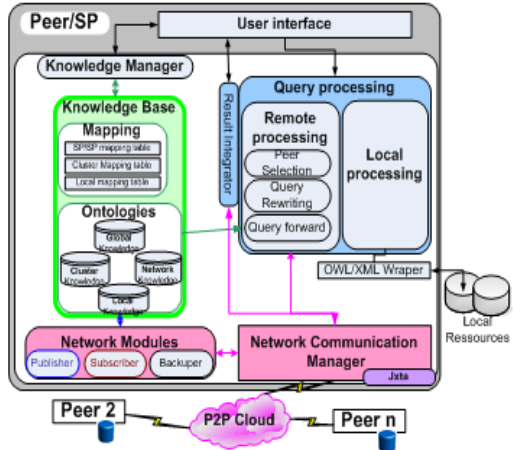 Peer/SP
User interface
Knowledge Manager
Knowledge Base
Mapping
SP/SP mapping table
Cluster Mapping table
Local mapping table
Ontologies
Global
Knowledge
Cluster
Knowledge
Network
Knowledge
Local
Knowledge
Result Integrator
Query processing
Remote
processing
Peer
Selection
Query
Rewriting
Query forward
Local
processing
OWL/XML Wraper
Local
Ressources
Network Modules
Publisher
Subscriber
Backuper
Network Communication
Manager
Jxta
Peer 2
P2P Cloud
Peer n